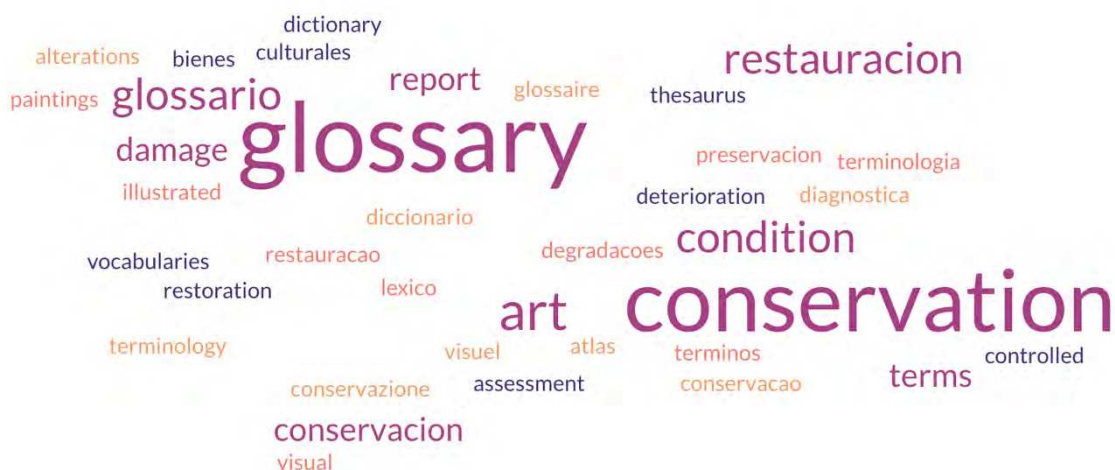 dictionary
alterations bienes culturales
paintings glossario report glossaire restauracion
thesaurus
damage glossary
illustrated
preservacion terminologia
deterioration diagnostica
diccionario
vocabularies restauracao degradacoes condition
restoration lexico
art conservation
terminology visuel atlas terminos controlled
conservazione assessment conservacao terms
conservacion
visual